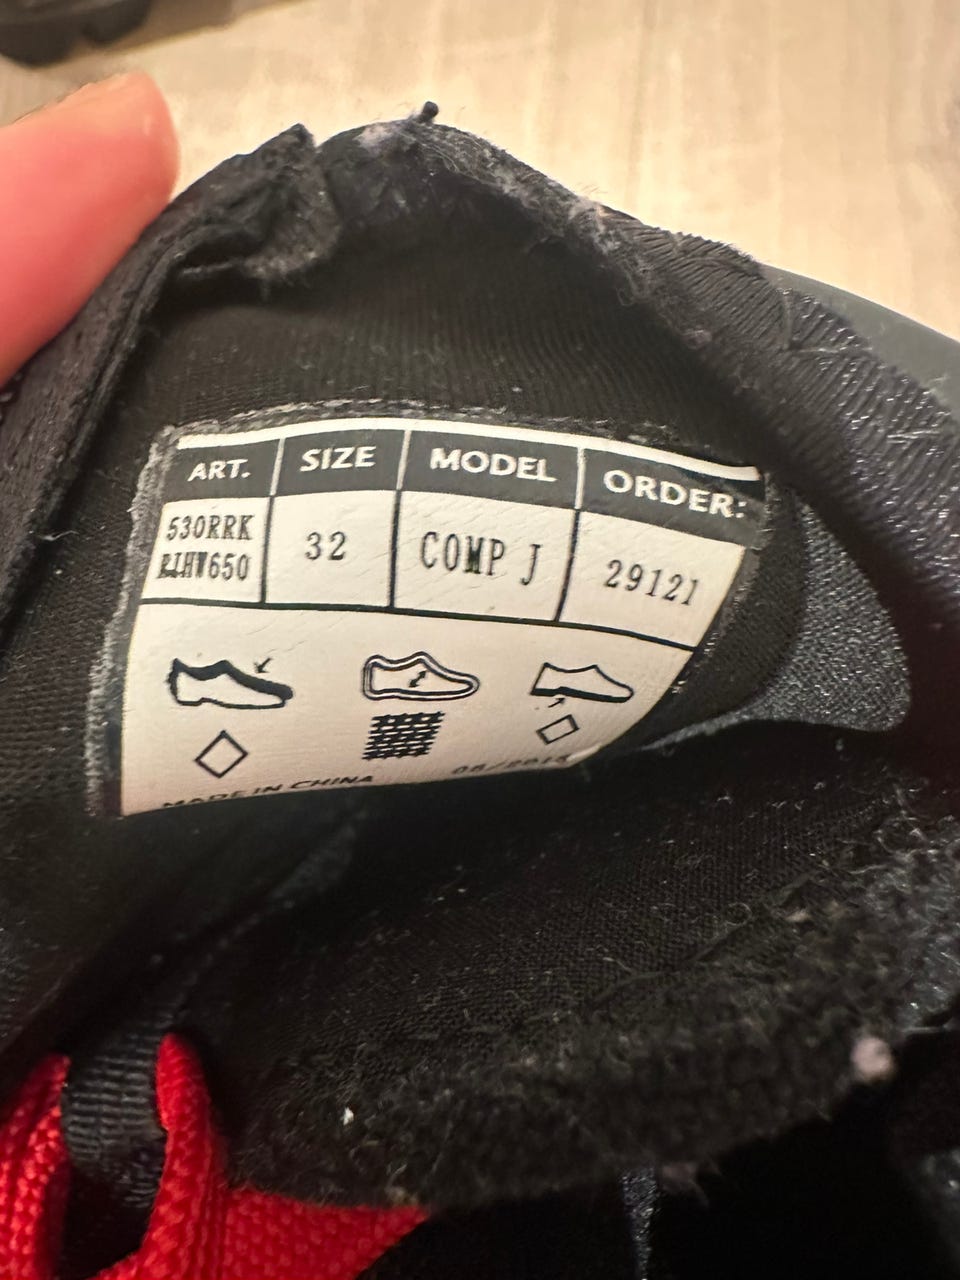 ART. SIZE MODEL ORDER:
530RRK 32 COMP J 29121
MADE IN CHINA